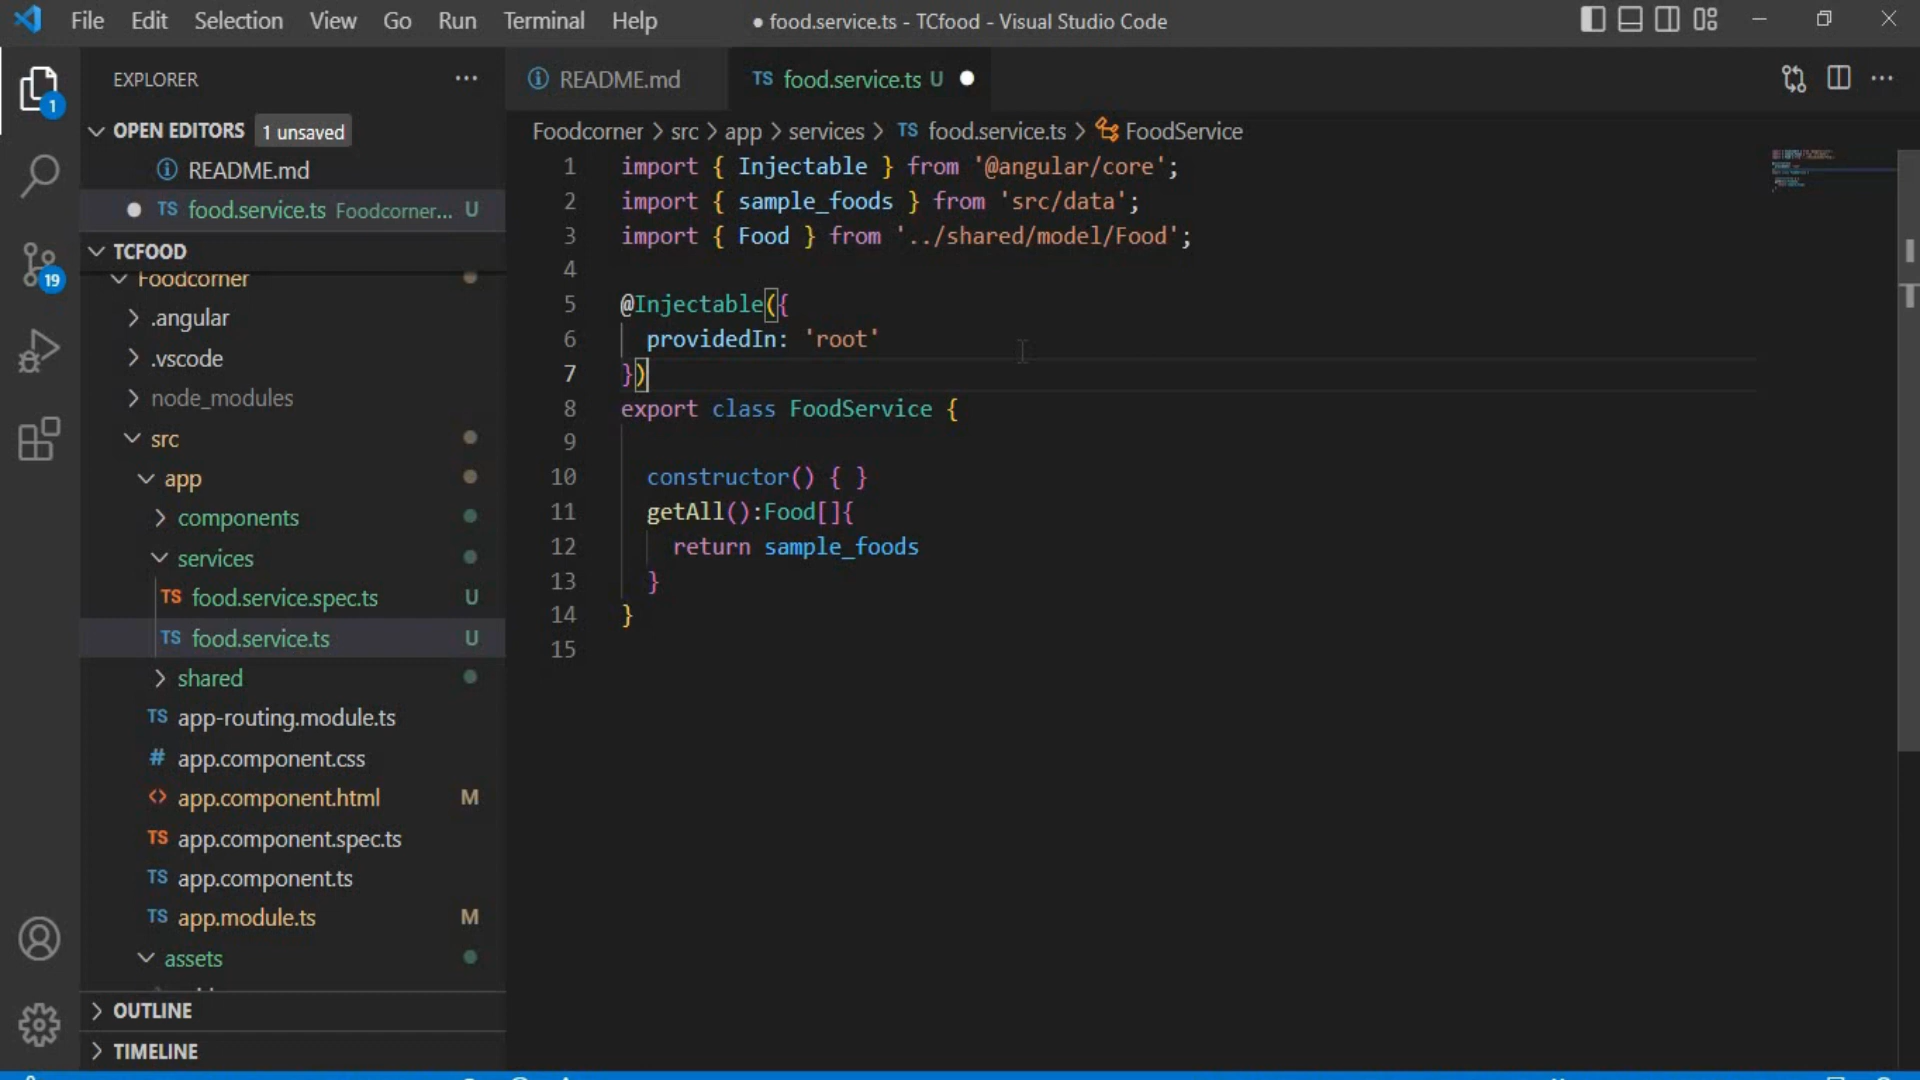 File Edit Selection View Go Run Terminal Help ● food.service.ts - TCfood - Visual Studio Code
EXPLORER ···
OPEN EDITORS 1 unsaved
README.md
TS food.service.ts Foodcorner... U
TCFOOD
Foodcorner
.angular
.vscode
node_modules
src
app
components
services
TS food.service.spec.ts U
TS food.service.ts U
shared
TS app-routing.module.ts
# app.component.css
<> app.component.html M
TS app.component.spec.ts
TS app.component.ts
TS app.module.ts M
assets
OUTLINE
TIMELINE
1
19
README.md TS food.service.ts U
Foodcorner > src > app > services > TS food.service.ts > FoodService
1 import { Injectable } from '@angular/core';
2 import { sample_foods } from 'src/data';
3 import { Food } from '../shared/model/Food';
4
5 @Injectable({
6 providedIn: 'root'
7 })
8 export class FoodService {
9
10 constructor() { }
11 getAll():Food[]{
12 return sample_foods
13 }
14 }
15